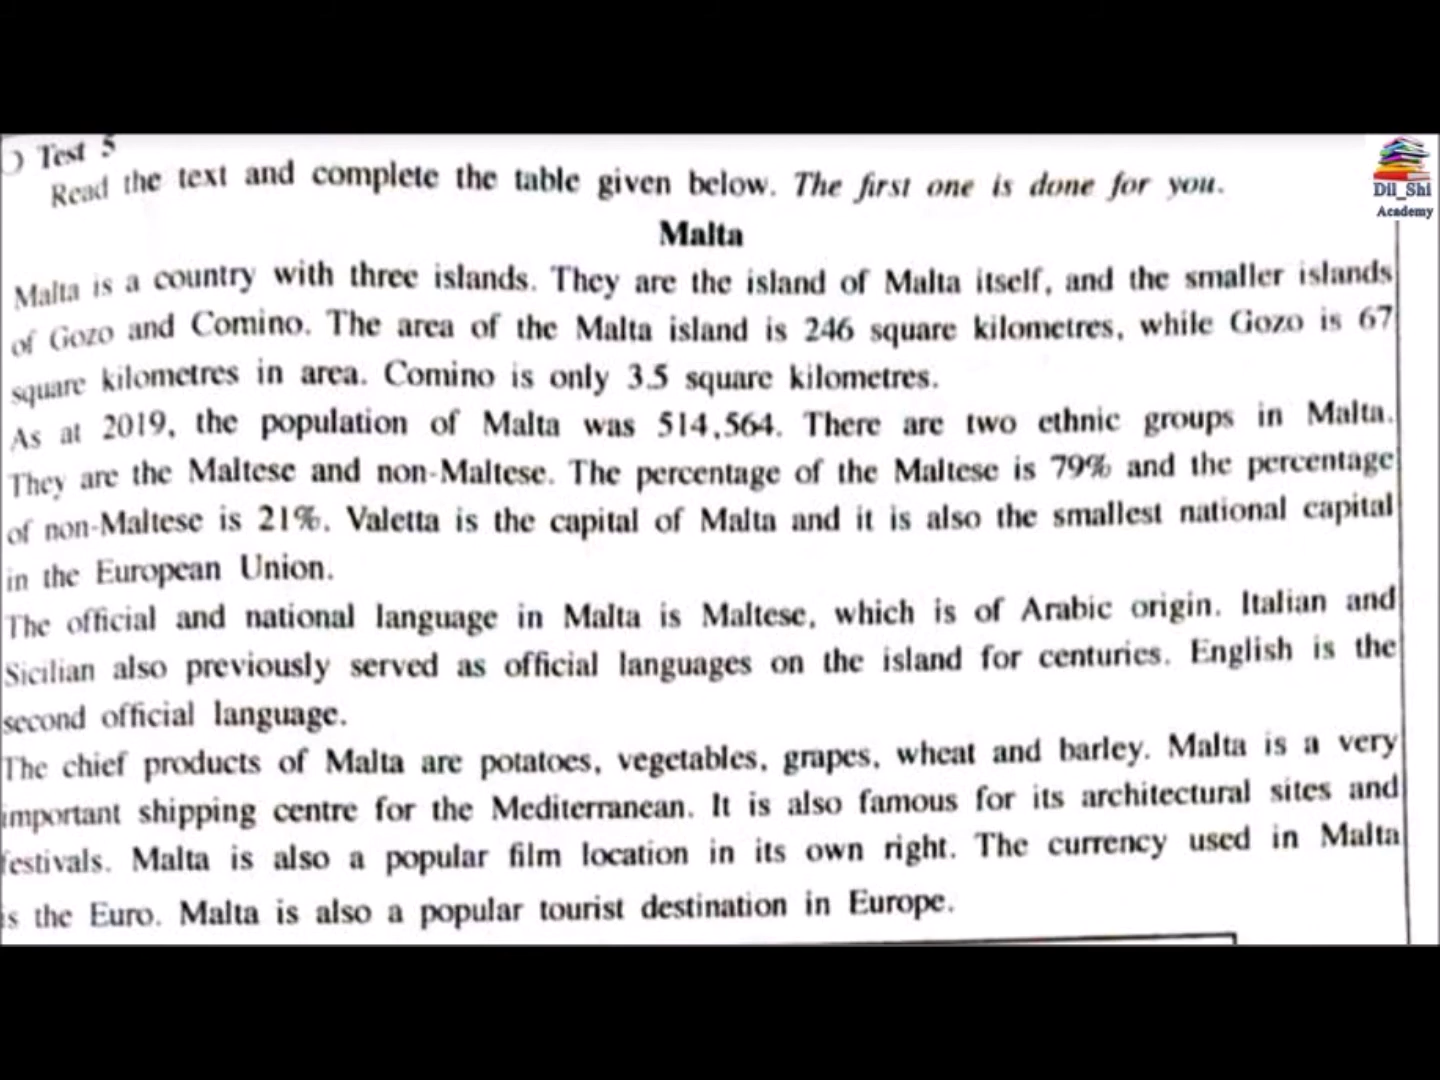 ) Test 5
Read the text and complete the table given below. The first one is done for you.
Dil_Shi
Academy
Malta
Malta is a country with three islands. They are the island of Malta itself, and the smaller islands
of Gozo and Comino. The area of the Malta island is 246 square kilometres, while Gozo is 67
square kilometres in area. Comino is only 3.5 square kilometres.
As at 2019, the population of Malta was 514,564. There are two ethnic groups in Malta.
They are the Maltese and non-Maltese. The percentage of the Maltese is 79% and the percentage
of non-Maltese is 21%. Valetta is the capital of Malta and it is also the smallest national capital
in the European Union.
The official and national language in Malta is Maltese, which is of Arabic origin. Italian and
Sicilian also previously served as official languages on the island for centuries. English is the
second official language.
The chief products of Malta are potatoes, vegetables, grapes, wheat and barley. Malta is a very
important shipping centre for the Mediterranean. It is also famous for its architectural sites and
festivals. Malta is also a popular film location in its own right. The currency used in Malta
is the Euro. Malta is also a popular tourist destination in Europe.